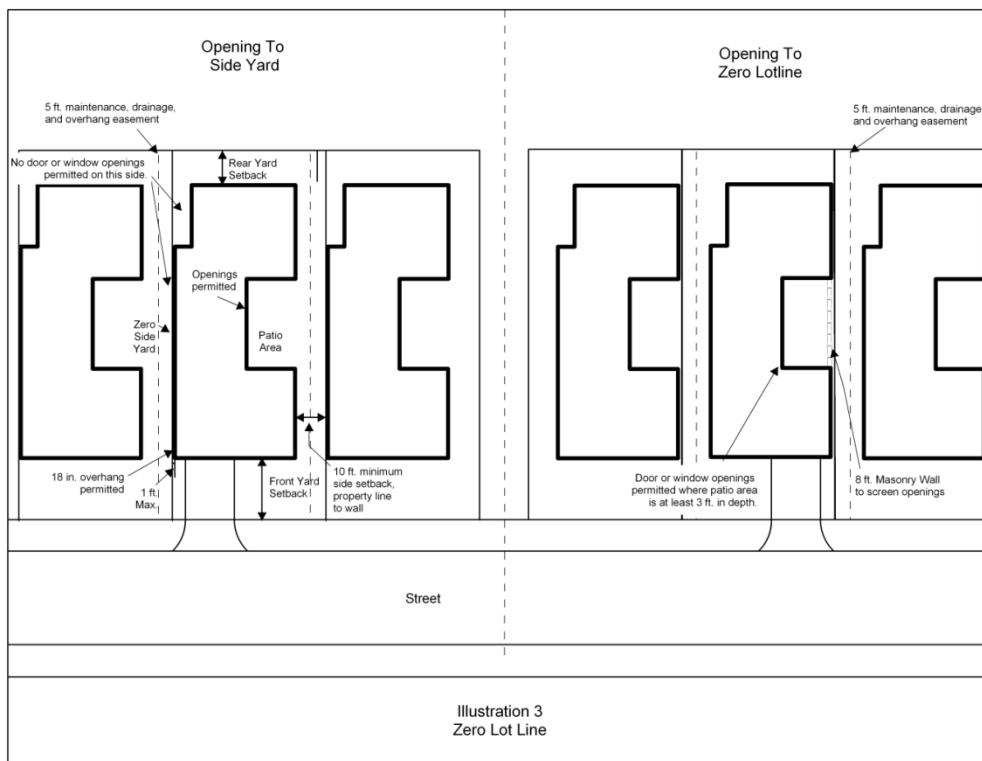 Opening To
Side Yard
5 ft. maintenance, drainage,
and overhang easement
No door or window openings
permitted on this side.
Rear Yard
Setback
Openings
permitted
Zero
Side
Yard
Patio
Area
18 in. overhang
permitted
1 ft.
Max.
Front Yard
Setback
10 ft. minimum
side setback,
property line
to wall
Opening To
Zero Lotline
5 ft. maintenance, drainage,
and overhang easement
Door or window openings
permitted where patio area
is at least 3 ft. in depth.
8 ft. Masonry Wall
to screen openings
Street
Illustration 3
Zero Lot Line